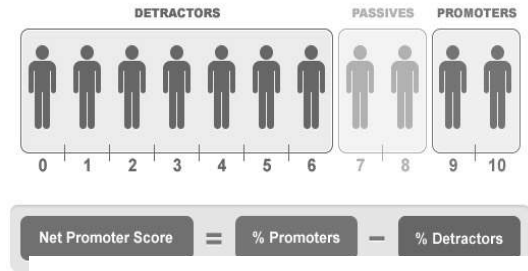 DETRACTORS PASSIVES PROMOTERS
0 1 2 3 4 5 6 7 8 9 10
Net Promoter Score = % Promoters − % Detractors